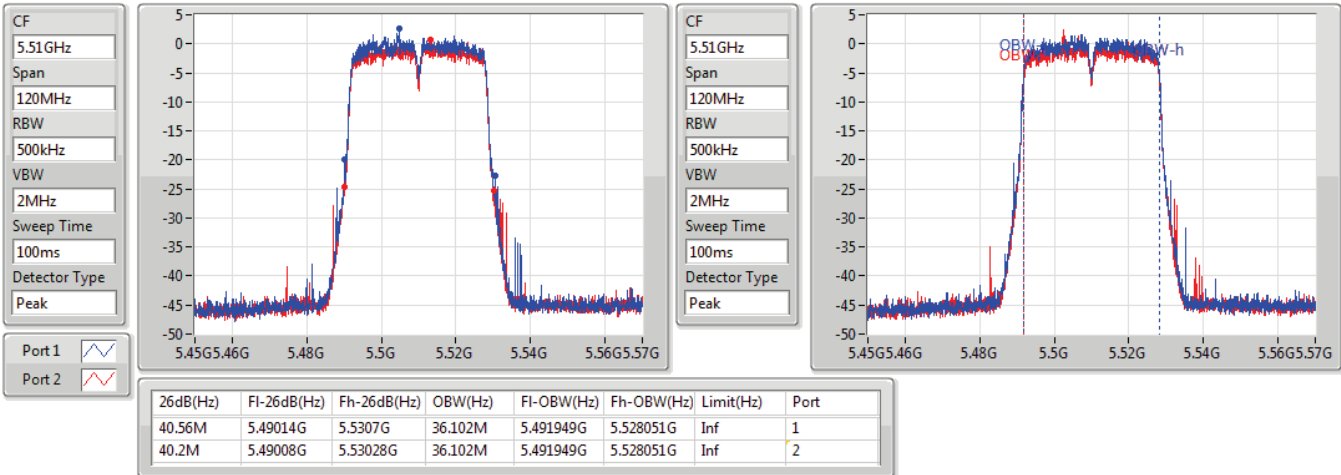 CF
5.51GHz
Span
120MHz
RBW
500kHz
VBW
2MHz
Sweep Time
100ms
Detector Type
Peak
Port 1
Port 2
5
0
-5
-10
-15
-20
-25
-30
-35
-40
-45
-50
5.45G 5.46G 5.48G 5.5G 5.52G 5.54G 5.56G 5.57G
CF
5.51GHz
Span
120MHz
RBW
500kHz
VBW
2MHz
Sweep Time
100ms
Detector Type
Peak
5
0
-5
-10
-15
-20
-25
-30
-35
-40
-45
-50
5.45G 5.46G 5.48G 5.5G 5.52G 5.54G 5.56G 5.57G
26dB(Hz) Fl-26dB(Hz) Fh-26dB(Hz) OBW(Hz) Fl-OBW(Hz) Fh-OBW(Hz) Limit(Hz) Port
40.56M 5.49014G 5.5307G 36.102M 5.491949G 5.528051G Inf 1
40.2M 5.49008G 5.53028G 36.102M 5.491949G 5.528051G Inf 2